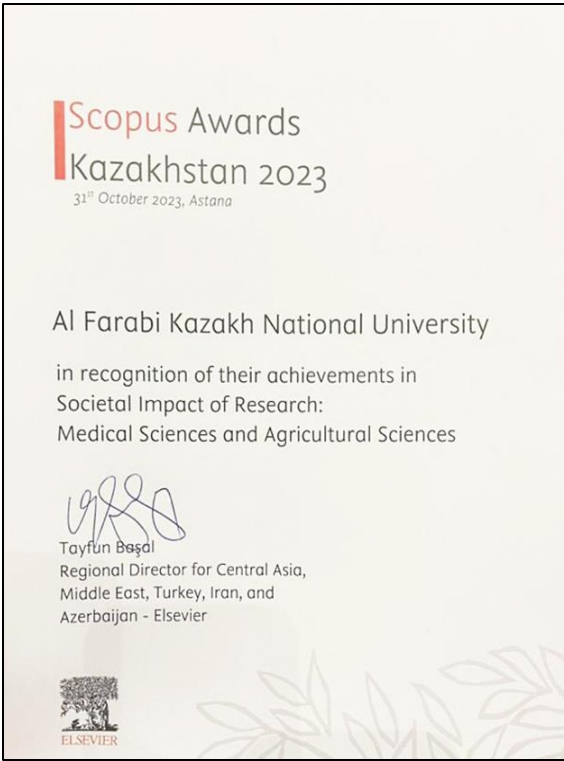 Scopus Awards
Kazakhstan 2023
31st October 2023, Astana
Al Farabi Kazakh National University
in recognition of their achievements in
Societal Impact of Research:
Medical Sciences and Agricultural Sciences
Tayfun Başal
Regional Director for Central Asia,
Middle East, Turkey, Iran, and
Azerbaijan - Elsevier
ELSEVIER